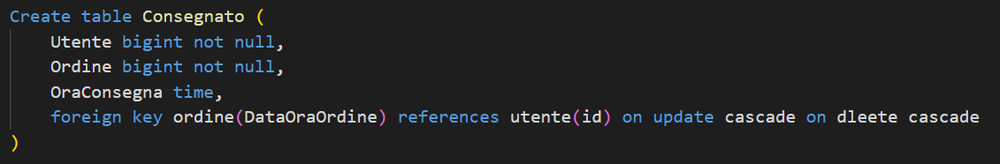 Create table Consegnato (
    Utente bigint not null,
    Ordine bigint not null,
    OraConsegna time,
    foreign key ordine(DataOraOrdine) references utente(id) on update cascade on dleete cascade
)